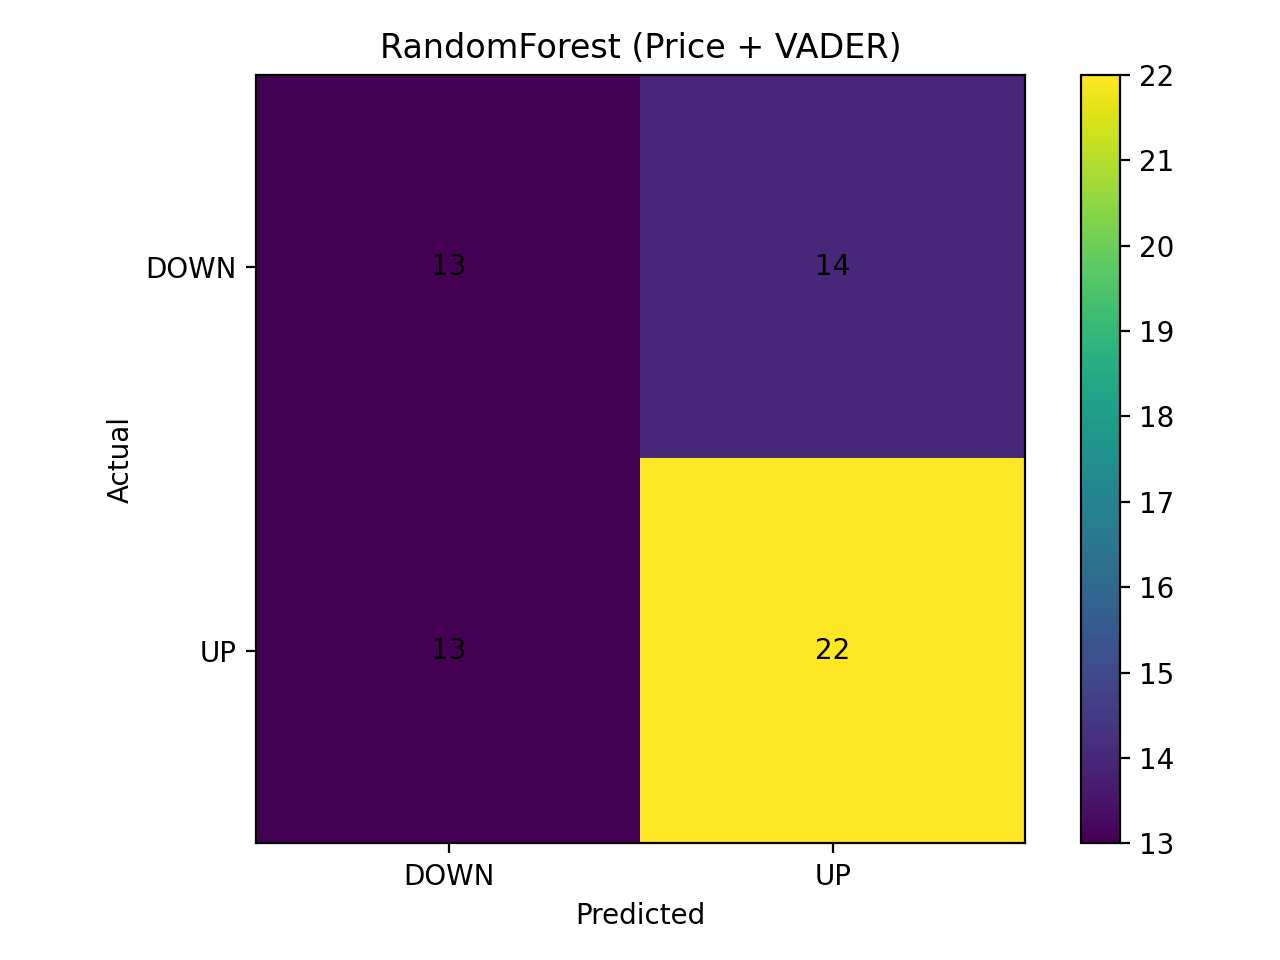 RandomForest (Price + VADER)
DOWN
UP
Actual
13
14
13
22
DOWN
UP
Predicted
22
21
20
19
18
17
16
15
14
13